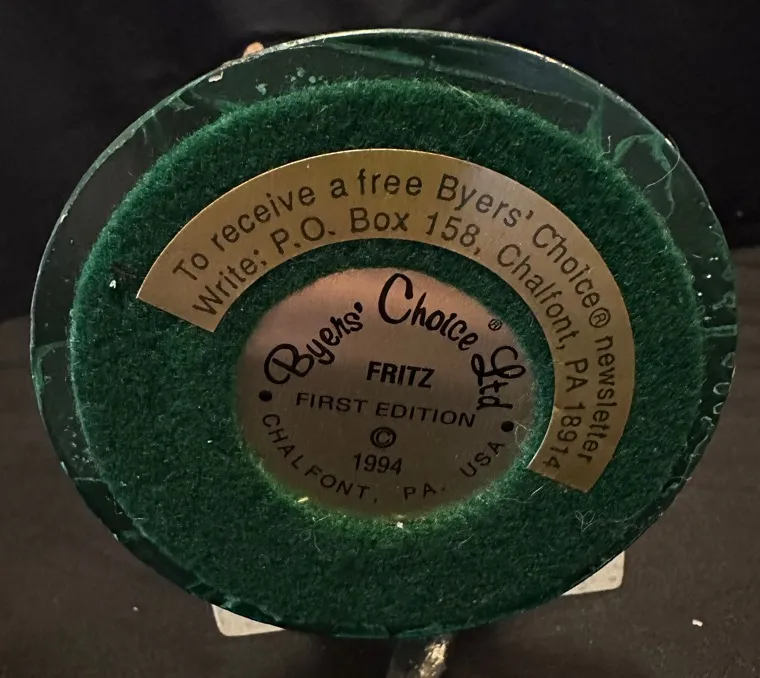 To receive a free Byers' Choice® newsletter
Write: P.O. Box 158, Chalfont, PA 18914
Byers' Choice Ltd®
FRITZ
FIRST EDITION
©
1994
• CHALFONT, PA. USA •